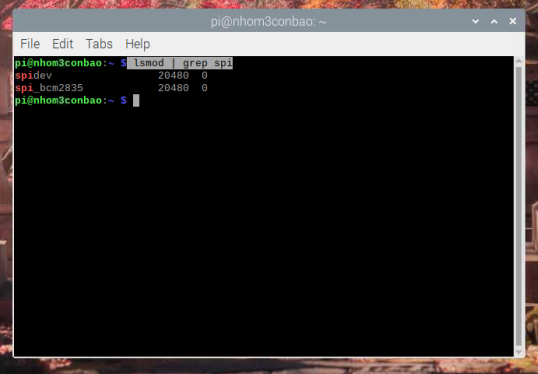 pi@nhom3conbao: ~
File Edit Tabs Help
pi@nhom3conbao:~ $ lsmod | grep spi
spidev 20480 0
spi_bcm2835 20480 0
pi@nhom3conbao:~ $